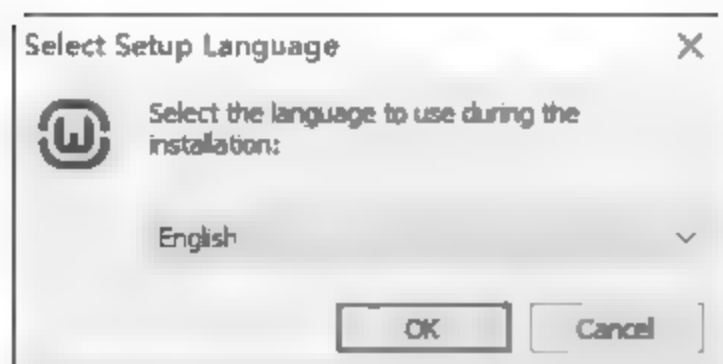 Select Setup Language
W
Select the language to use during the
installation:
English
OK
Cancel